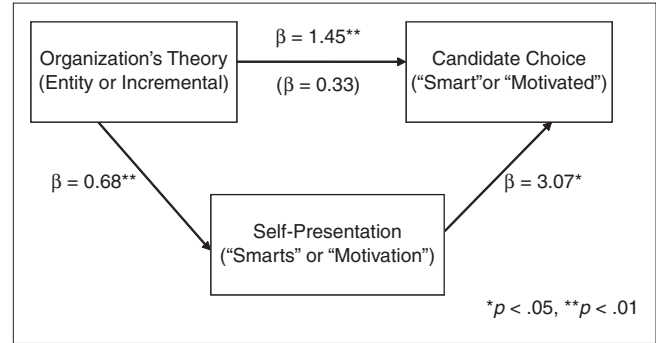 Organization's Theory
(Entity or Incremental)
β = 1.45**
(β = 0.33)
Candidate Choice
("Smart"or "Motivated")
β = 0.68**
β = 3.07*
Self-Presentation
("Smarts" or "Motivation")
*p < .05, **p < .01